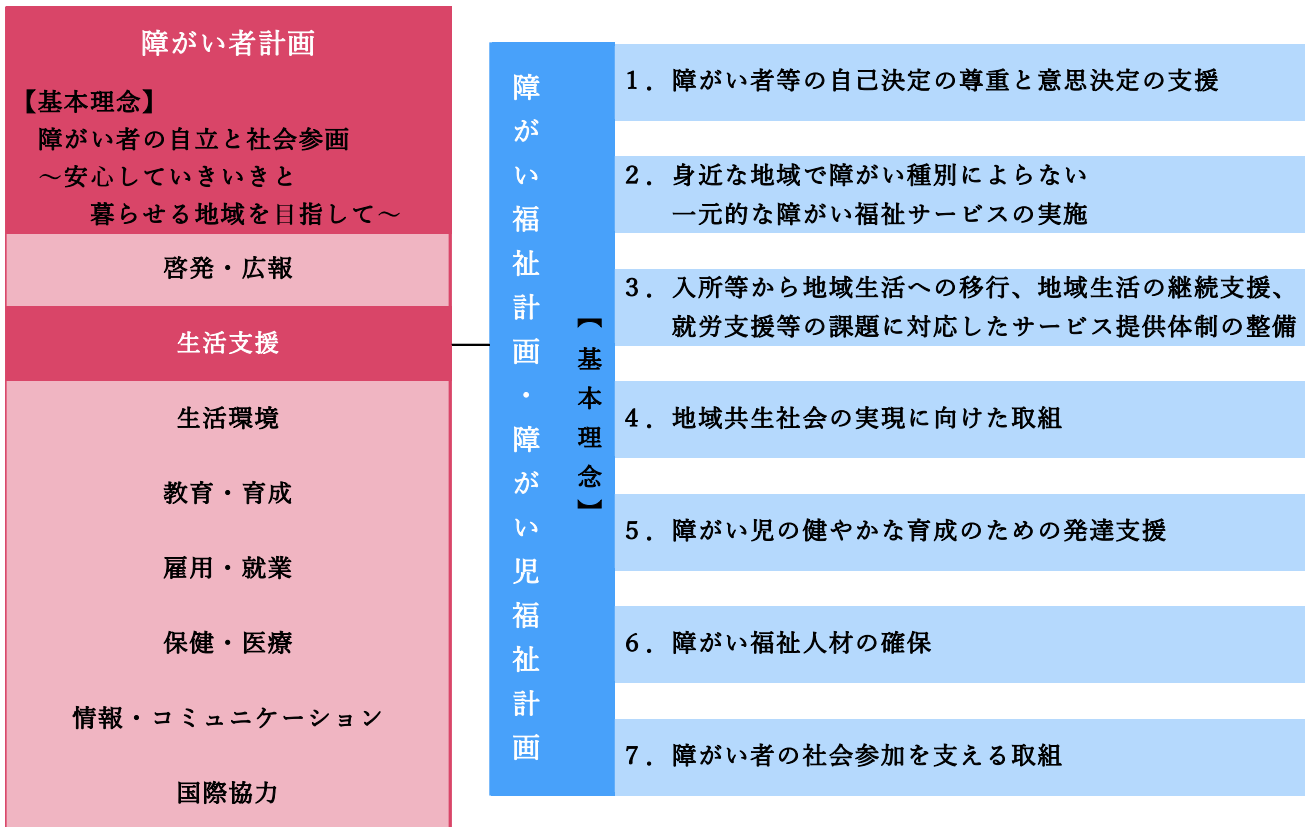 障がい者計画
【基本理念】
障がい者の自立と社会参画
～安心していきいきと
暮らせる地域を目指して～
啓発・広報
生活支援
生活環境
教育・育成
雇用・就業
保健・医療
情報・コミュニケーション
国際協力
障がい福祉計画・障がい児福祉計画
【基本理念】
１．障がい者等の自己決定の尊重と意思決定の支援
２．身近な地域で障がい種別によらない
一元的な障がい福祉サービスの実施
３．入所等から地域生活への移行、地域生活の継続支援、
就労支援等の課題に対応したサービス提供体制の整備
４．地域共生社会の実現に向けた取組
５．障がい児の健やかな育成のための発達支援
６．障がい福祉人材の確保
７．障がい者の社会参加を支える取組